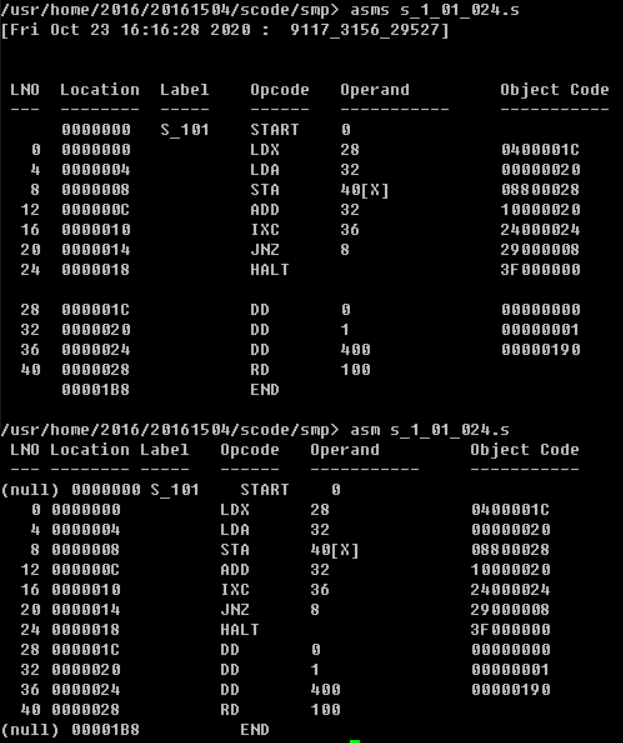 /usr/home/2016/20161504/scode/smp> asms s_1_01_024.s
[Fri Oct 23 16:16:28 2020 :  9117_3156_29527]
LNO  Location  Label    Opcode   Operand            Object Code
---  --------  -----    ------   -----------        -----------
     0000000   S_101    START    0
  0  0000000            LDX      28                 0400001C
  4  0000004            LDA      32                 00000020
  8  0000008            STA      40[X]              08800028
 12  000000C            ADD      32                 10000020
 16  0000010            IXC      36                 24000024
 20  0000014            JNZ      8                  29000008
 24  0000018            HALT                        3F000000
 28  000001C            DD       0                  00000000
 32  0000020            DD       1                  00000001
 36  0000024            DD       400                00000190
 40  0000028            RD       100
     00001B8            END
/usr/home/2016/20161504/scode/smp> asm s_1_01_024.s
 LNO Location Label   Opcode   Operand         Object Code
 --- -------- -----   ------   -----------     -----------
(null) 0000000 S_101    START    0
   0 0000000          LDX      28              0400001C
   4 0000004          LDA      32              00000020
   8 0000008          STA      40[X]           08800028
  12 000000C          ADD      32              10000020
  16 0000010          IXC      36              24000024
  20 0000014          JNZ      8               29000008
  24 0000018          HALT                     3F000000
  28 000001C          DD       0               00000000
  32 0000020          DD       1               00000001
  36 0000024          DD       400             00000190
  40 0000028          RD       100
(null) 00001B8          END